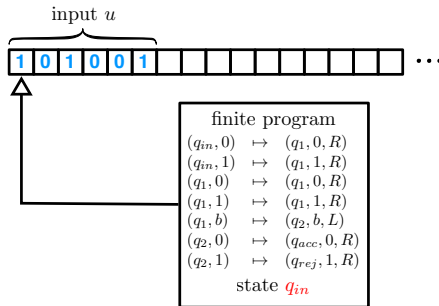 input u
1 0 1 0 0 1 ...
finite program
(q_in, 0) ↦ (q_1, 0, R)
(q_in, 1) ↦ (q_1, 1, R)
(q_1, 0) ↦ (q_1, 0, R)
(q_1, 1) ↦ (q_1, 1, R)
(q_1, b) ↦ (q_2, b, L)
(q_2, 0) ↦ (q_acc, 0, R)
(q_2, 1) ↦ (q_rej, 1, R)
state q_in